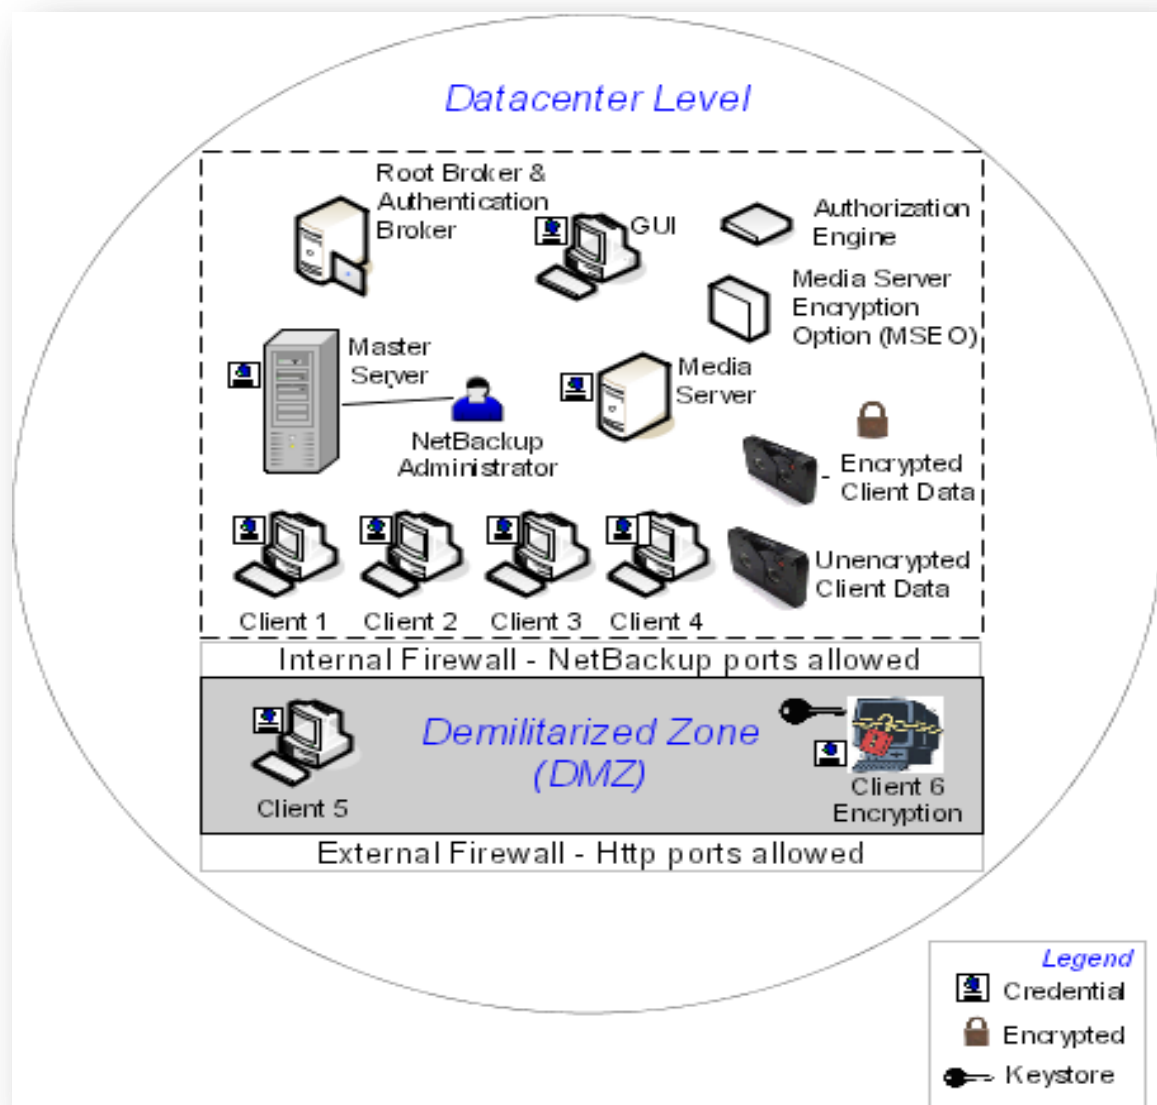 Datacenter Level
Root Broker &
Authentication
Broker
GUI
Authorization
Engine
Media Server
Encryption
Option (MSEO)
Master
Server
Media
Server
NetBackup
Administrator
Encrypted
Client Data
Unencrypted
Client Data
Client 1
Client 2
Client 3
Client 4
Internal Firewall - NetBackup ports allowed
Demilitarized Zone
(DMZ)
Client 5
Client 6
Encryption
External Firewall - Http ports allowed
Legend
Credential
Encrypted
Keystore